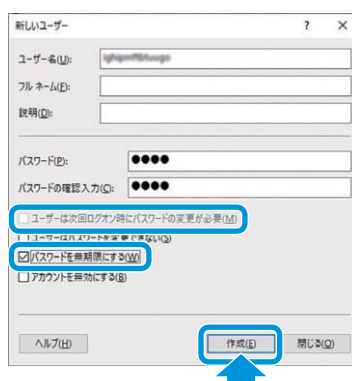 新しいユーザー ? ×
ユーザー名(U):
フル ネーム(F):
説明(D):
パスワード(P): ●●●●
パスワードの確認入力(C): ●●●●
ユーザーは次回ログオン時にパスワードの変更が必要(M)
ユーザーはパスワードを変更できない(S)
パスワードを無期限にする(W)
アカウントを無効にする(B)
ヘルプ(H) 作成(E) 閉じる(O)